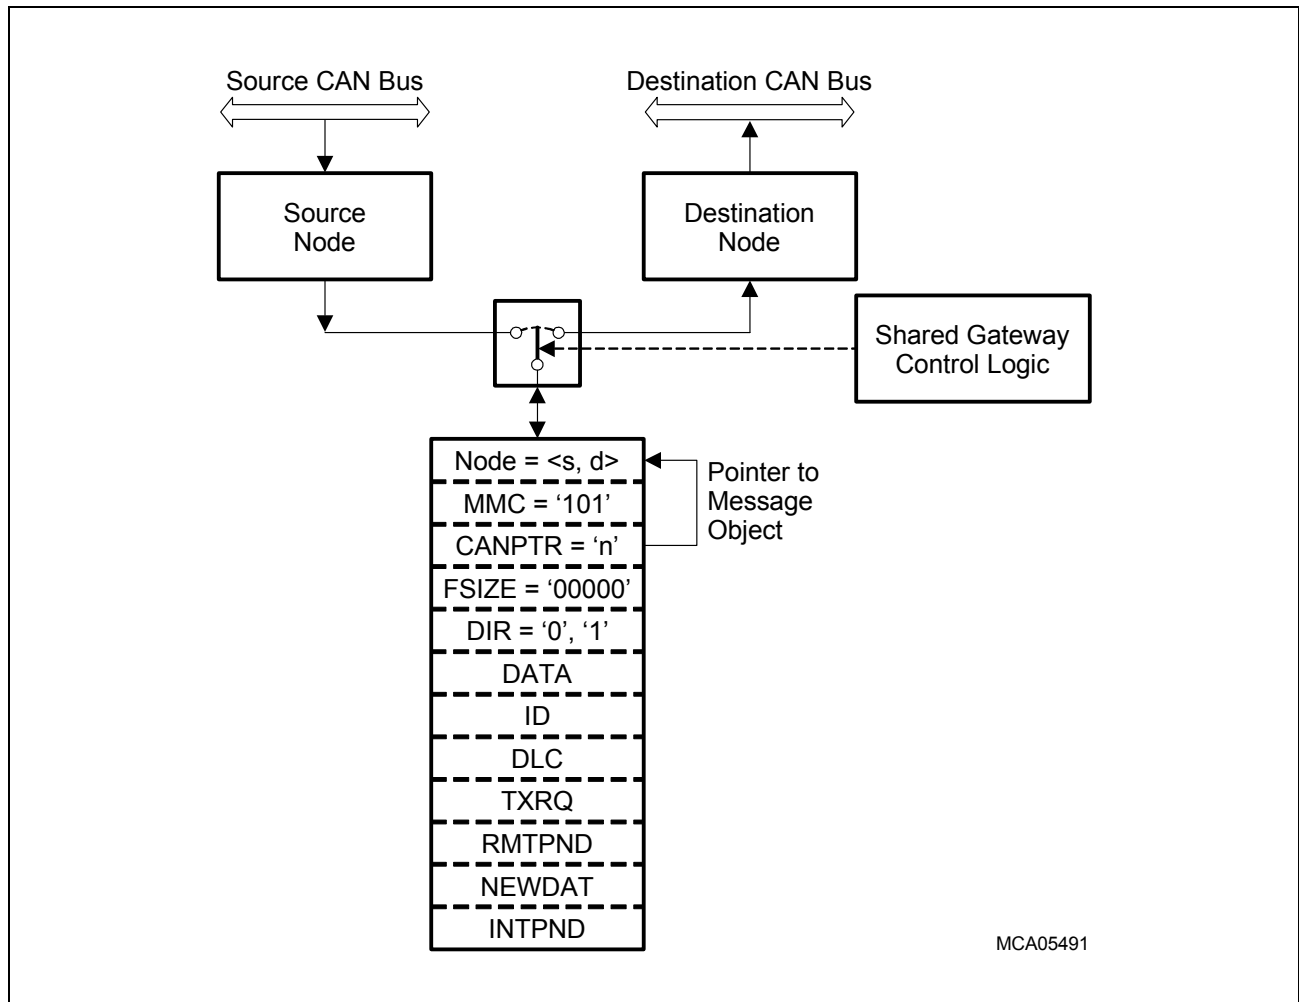 Source CAN Bus
Destination CAN Bus
Source
Node
Destination
Node
Shared Gateway
Control Logic
Node = <s, d>
MMC = ‘101’
CANPTR = ‘n’
Pointer to
Message
Object
FSIZE = ‘00000’
DIR = ‘0’, ‘1’
DATA
ID
DLC
TXRQ
RMTPND
NEWDAT
INTPND
MCA05491